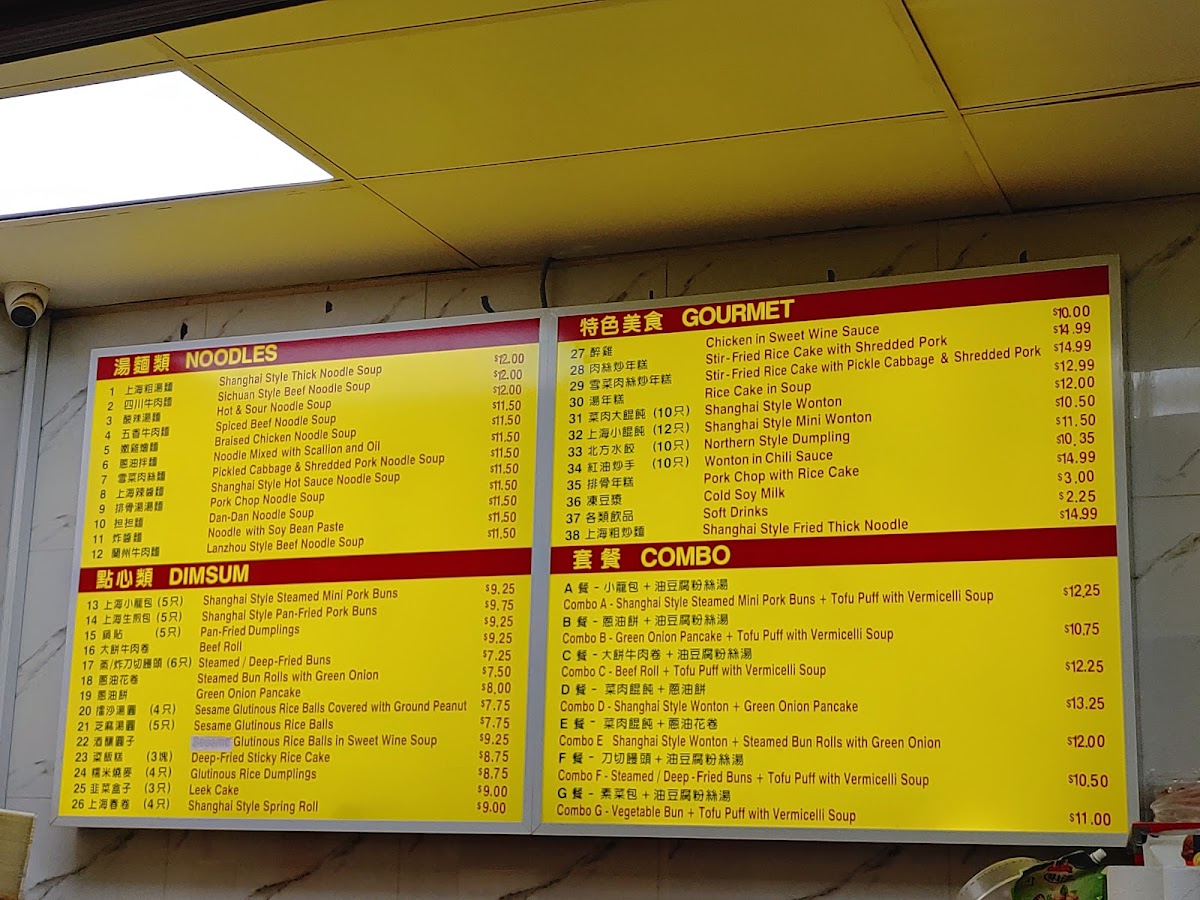 湯麵類 NOODLES
1 上海粗湯麵 Shanghai Style Thick Noodle Soup $12.00
2 四川牛肉麵 Sichuan Style Beef Noodle Soup $12.00
3 酸辣湯麵 Hot & Sour Noodle Soup $12.00
4 五香牛肉麵 Spiced Beef Noodle Soup $11.50
5 嫩雞燴麵 Braised Chicken Noodle Soup $11.50
6 蔥油拌麵 Noodle Mixed with Scallion and Oil $11.50
7 雪菜肉絲麵 Pickled Cabbage & Shredded Pork Noodle Soup $11.50
8 上海辣醬麵 Shanghai Style Hot Sauce Noodle Soup $11.50
9 排骨湯湯麵 Pork Chop Noodle Soup $11.50
10 担担麵 Dan-Dan Noodle Soup $11.50
11 炸醬麵 Noodle with Soy Bean Paste $11.50
12 蘭州牛肉麵 Lanzhou Style Beef Noodle Soup $11.50
點心類 DIMSUM
13 上海小籠包 (5只) Shanghai Style Steamed Mini Pork Buns $9.25
14 上海生煎包 (5只) Shanghai Style Pan-Fried Pork Buns $9.75
15 鍋貼 (5只) Pan-Fried Dumplings $9.25
16 大餅牛肉卷 Beef Roll $9.25
17 蒸/炸刀切饅頭 (6只) Steamed / Deep-Fried Buns $7.25
18 蔥油花卷 Steamed Bun Rolls with Green Onion $7.50
19 蔥油餅 Green Onion Pancake $8.00
20 擂沙湯圓 (4只) Sesame Glutinous Rice Balls Covered with Ground Peanut $7.75
21 芝麻湯圓 (5只) Sesame Glutinous Rice Balls $7.75
22 酒釀圓子 Glutinous Rice Balls in Sweet Wine Soup $9.25
23 菜飯糕 (3塊) Deep-Fried Sticky Rice Cake $8.75
24 糯米燒麥 (4只) Glutinous Rice Dumplings $8.75
25 韮菜盒子 (3只) Leek Cake $9.00
26 上海春卷 (4只) Shanghai Style Spring Roll $9.00
特色美食 GOURMET
27 醉雞 Chicken in Sweet Wine Sauce $10.00
28 肉絲炒年糕 Stir-Fried Rice Cake with Shredded Pork $14.99
29 雪菜肉絲炒年糕 Stir-Fried Rice Cake with Pickle Cabbage & Shredded Pork $14.99
30 湯年糕 Rice Cake in Soup $12.99
31 菜肉大餛飩 (10只) Shanghai Style Wonton $12.00
32 上海小餛飩 (12只) Shanghai Style Mini Wonton $10.50
33 北方水餃 (10只) Northern Style Dumpling $11.50
34 紅油炒手 (10只) Wonton in Chili Sauce $10.35
35 排骨年糕 Pork Chop with Rice Cake $14.99
36 凍豆漿 Cold Soy Milk $3.00
37 各類飲品 Soft Drinks $2.25
38 上海粗炒麵 Shanghai Style Fried Thick Noodle $14.99
套餐 COMBO
A 餐 - 小籠包 + 油豆腐粉絲湯
Combo A - Shanghai Style Steamed Mini Pork Buns + Tofu Puff with Vermicelli Soup $12.25
B 餐 - 蔥油餅 + 油豆腐粉絲湯
Combo B - Green Onion Pancake + Tofu Puff with Vermicelli Soup $10.75
C 餐 - 大餅牛肉卷 + 油豆腐粉絲湯
Combo C - Beef Roll + Tofu Puff with Vermicelli Soup $12.25
D 餐 - 菜肉餛飩 + 蔥油餅
Combo D - Shanghai Style Wonton + Green Onion Pancake $13.25
E 餐 - 菜肉餛飩 + 蔥油花卷
Combo E Shanghai Style Wonton + Steamed Bun Rolls with Green Onion $12.00
F 餐 - 刀切饅頭 + 油豆腐粉絲湯
Combo F - Steamed / Deep-Fried Buns + Tofu Puff with Vermicelli Soup $10.50
G 餐 - 素菜包 + 油豆腐粉絲湯
Combo G - Vegetable Bun + Tofu Puff with Vermicelli Soup $11.00